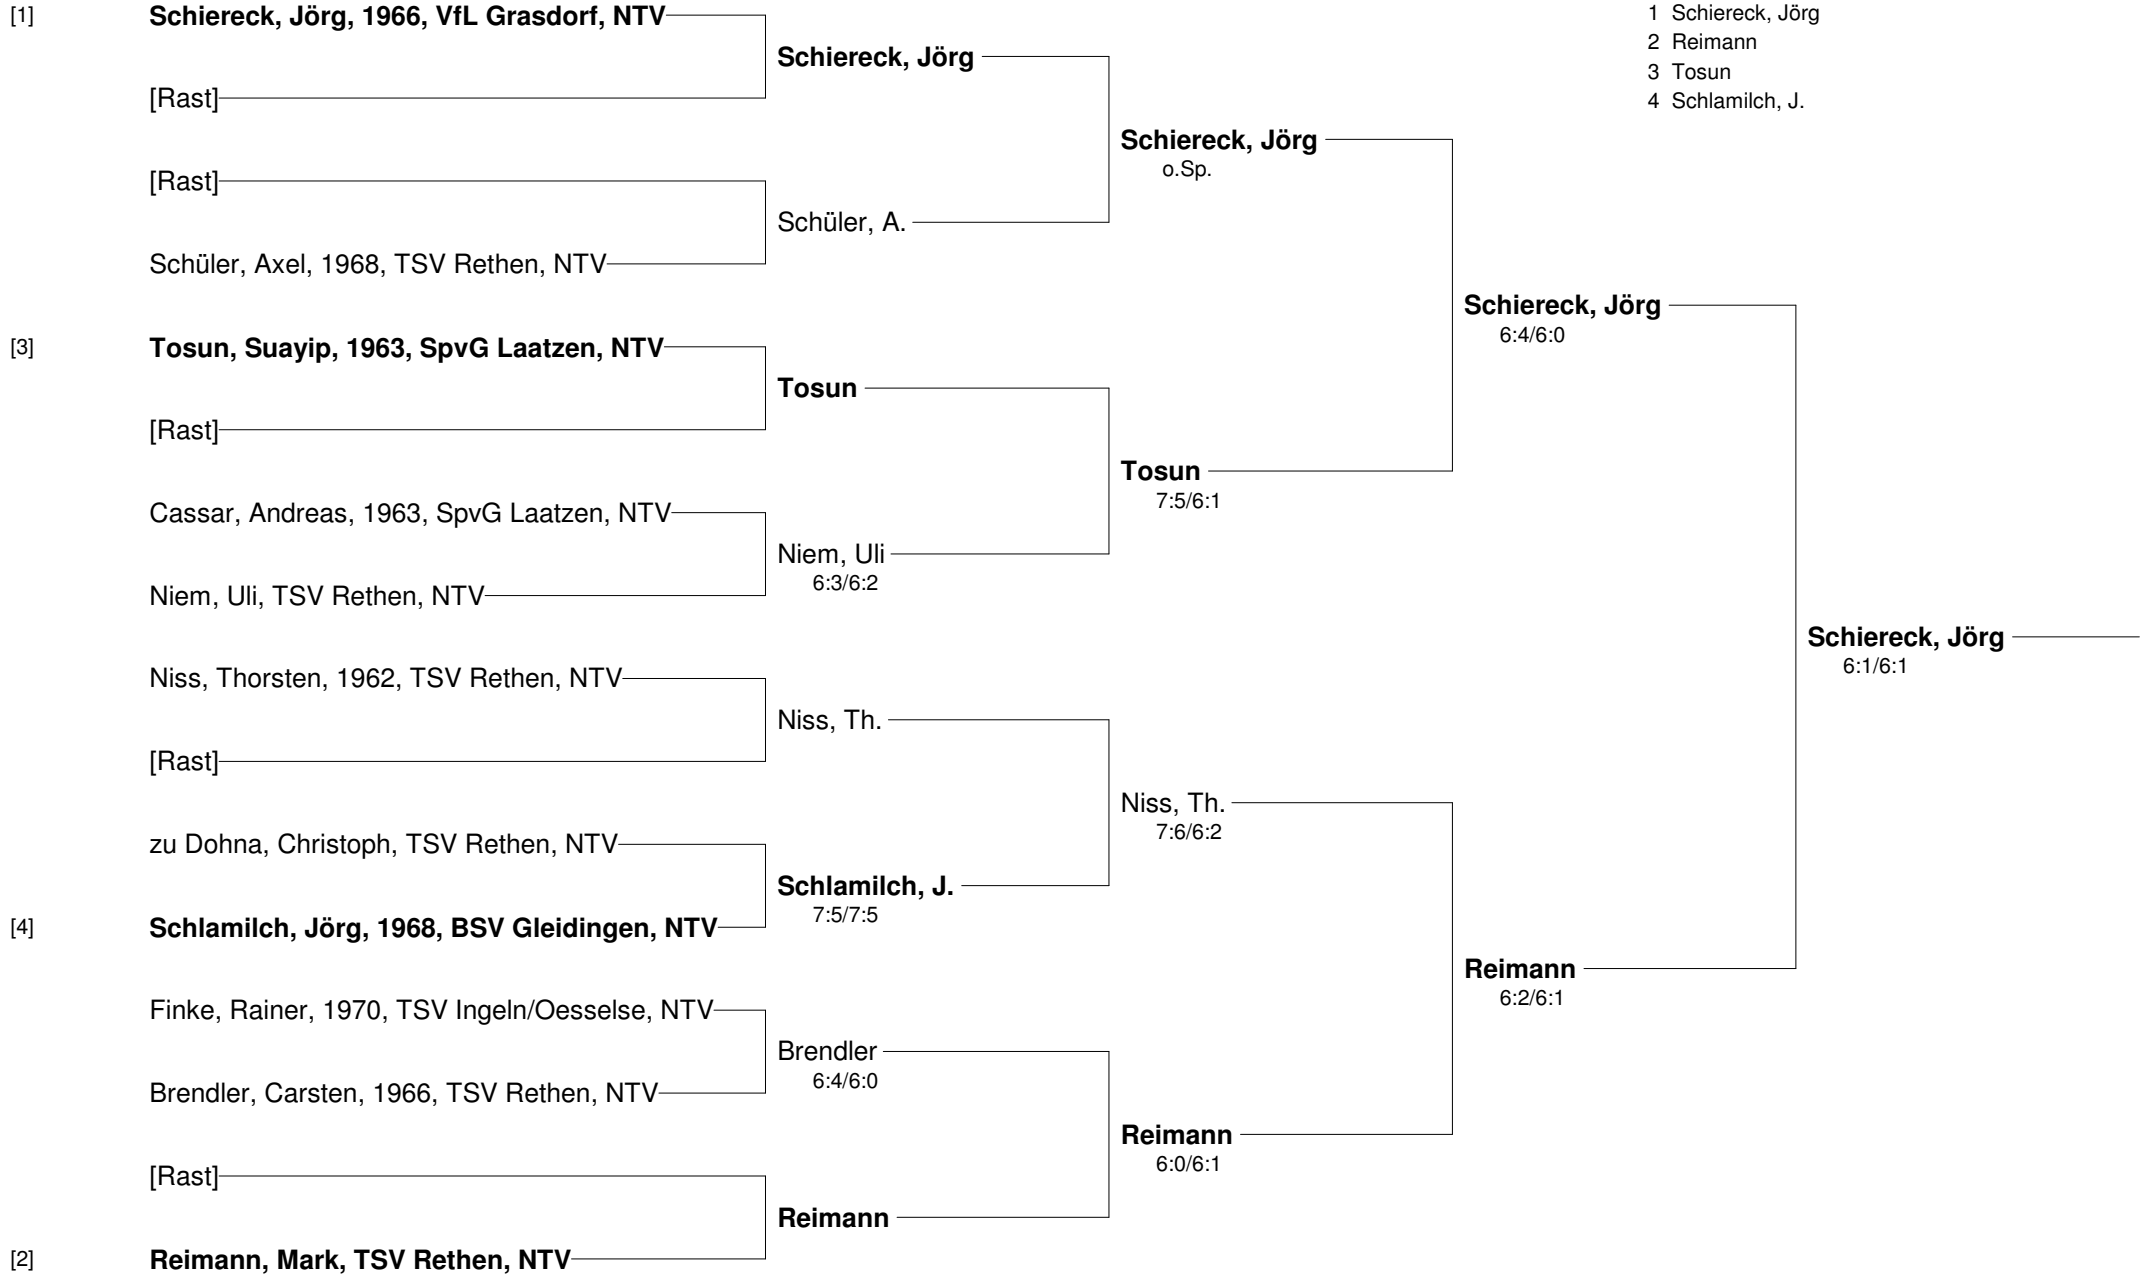 [1] Schiereck, Jörg, 1966, VfL Grasdorf, NTV
[Rast]
[Rast]
Schüler, Axel, 1968, TSV Rethen, NTV
[3] Tosun, Suayip, 1963, SpvG Laatzen, NTV
[Rast]
Cassar, Andreas, 1963, SpvG Laatzen, NTV
Niem, Uli, TSV Rethen, NTV
Niss, Thorsten, 1962, TSV Rethen, NTV
[Rast]
zu Dohna, Christoph, TSV Rethen, NTV
[4] Schlamilch, Jörg, 1968, BSV Gleidingen, NTV
Finke, Rainer, 1970, TSV Ingeln/Oesselse, NTV
Brendler, Carsten, 1966, TSV Rethen, NTV
[Rast]
[2] Reimann, Mark, TSV Rethen, NTV
Schiereck, Jörg
Schüler, A.
Tosun
Niem, Uli
6:3/6:2
Niss, Th.
Schlamilch, J.
7:5/7:5
Brendler
6:4/6:0
Reimann
Schiereck, Jörg
o.Sp.
Tosun
7:5/6:1
Niss, Th.
7:6/6:2
Reimann
6:0/6:1
Schiereck, Jörg
6:4/6:0
Reimann
6:2/6:1
Schiereck, Jörg
6:1/6:1
1 Schiereck, Jörg
2 Reimann
3 Tosun
4 Schlamilch, J.